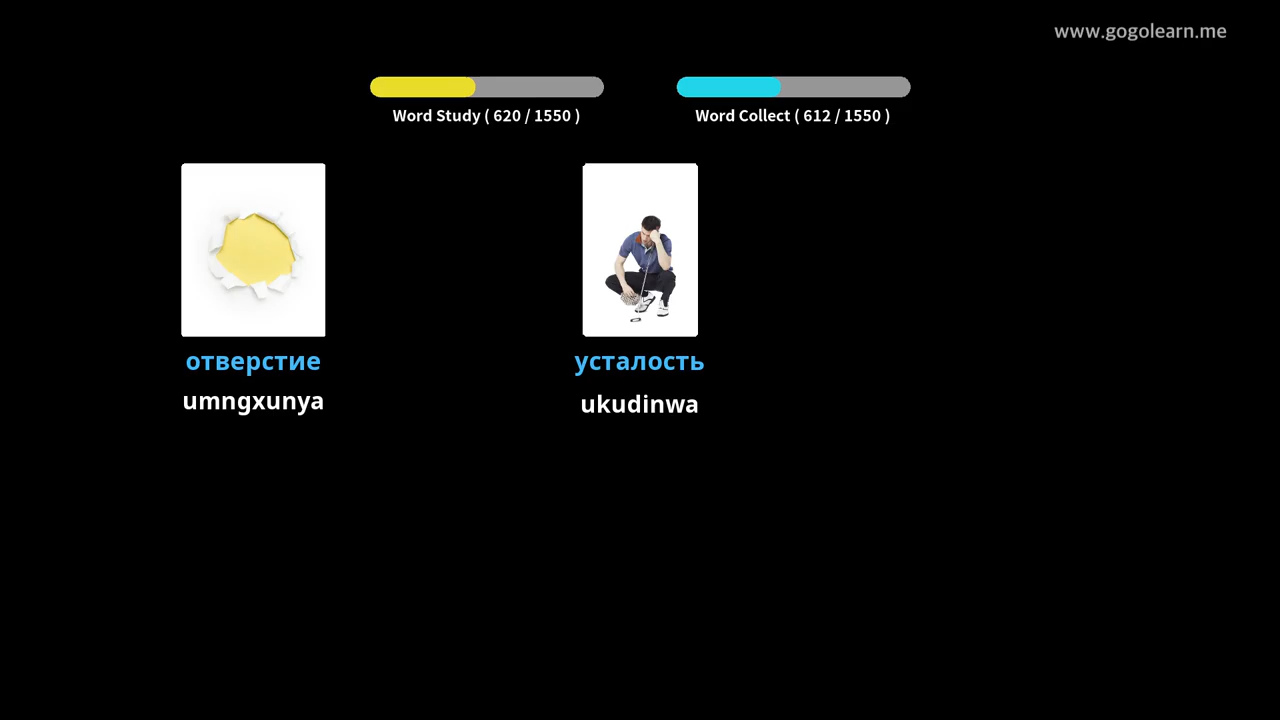 www.gogolearn.me
Word Study ( 620 / 1550 )
Word Collect ( 612 / 1550 )
отверстие
umngxunya
усталость
ukudinwa